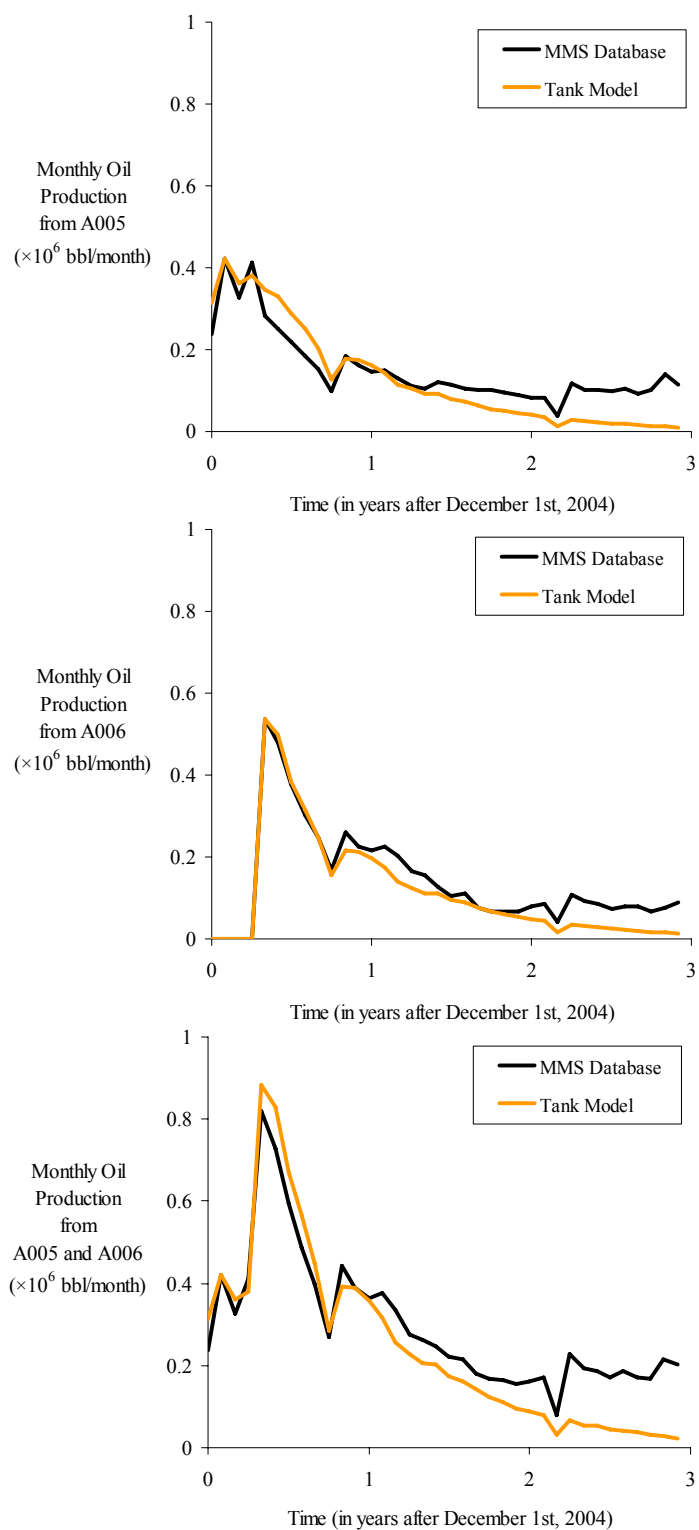 1
MMS Database
Tank Model
0.8
0.6
Monthly Oil
Production
from A005
(×10⁶ bbl/month)
0.4
0.2
0
0 1 2 3
Time (in years after December 1st, 2004)
1
MMS Database
Tank Model
0.8
0.6
Monthly Oil
Production
from A006
(×10⁶ bbl/month)
0.4
0.2
0
0 1 2 3
Time (in years after December 1st, 2004)
1
MMS Database
Tank Model
0.8
0.6
Monthly Oil
Production
from
A005 and A006
(×10⁶ bbl/month)
0.4
0.2
0
0 1 2 3
Time (in years after December 1st, 2004)